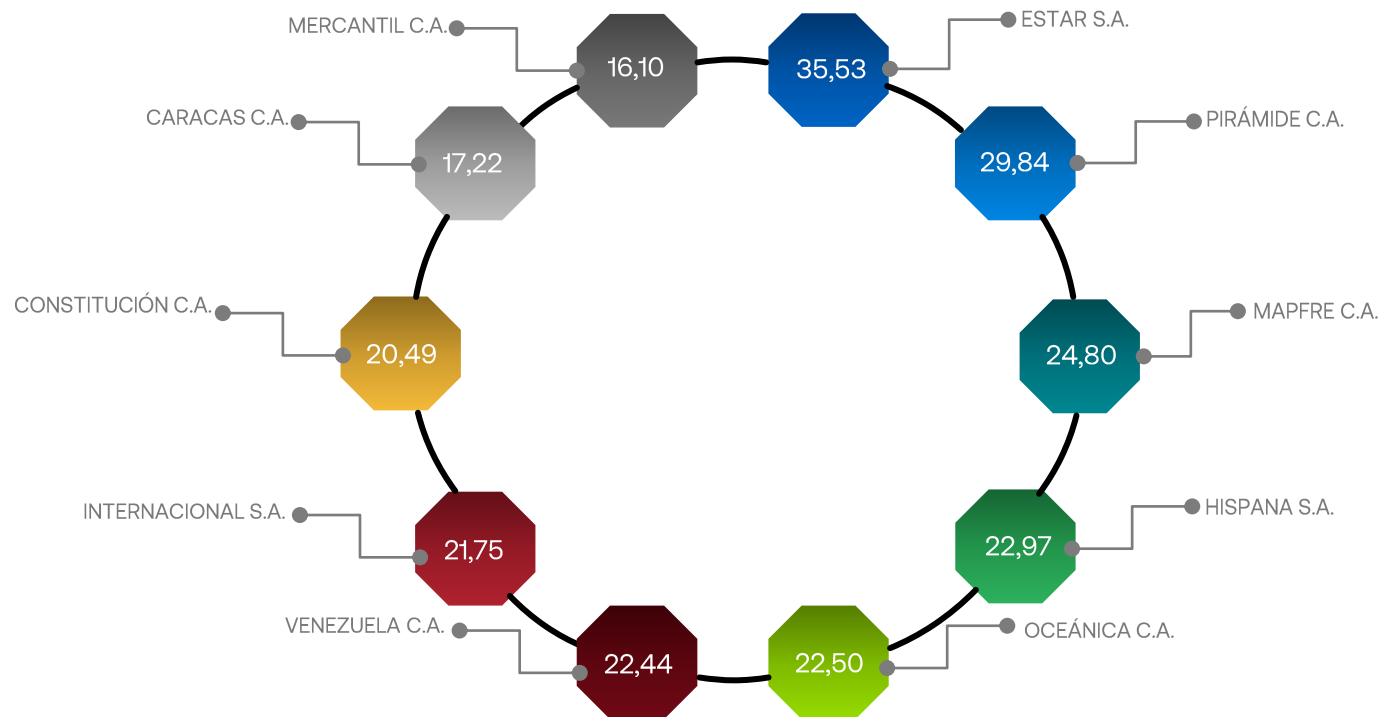 MERCANTIL C.A.
16,10
35,53
ESTAR S.A.
CARACAS C.A.
17,22
29,84
PIRÁMIDE C.A.
CONSTITUCIÓN C.A.
20,49
24,80
MAPFRE C.A.
INTERNACIONAL S.A.
21,75
22,97
HISPANA S.A.
VENEZUELA C.A.
22,44
22,50
OCEÁNICA C.A.